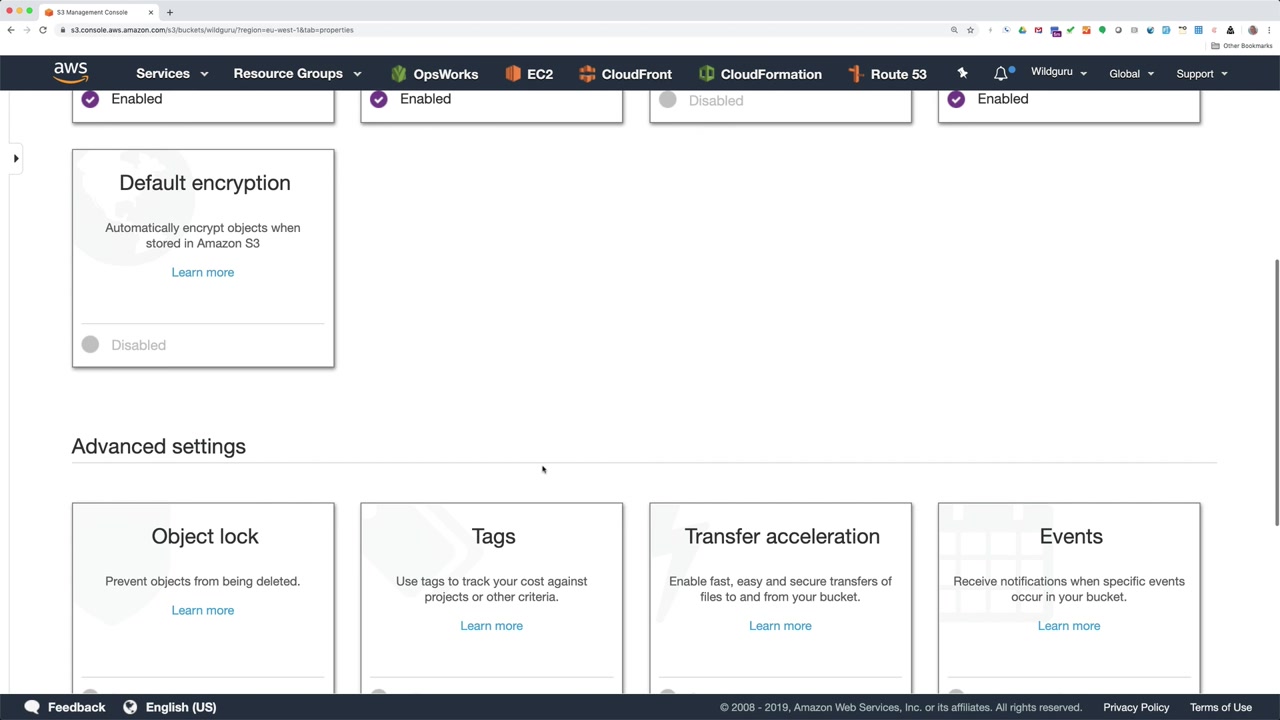 S3 Management Console
s3.console.aws.amazon.com/s3/buckets/wildguru/?region=eu-west-1&tab=properties
Other Bookmarks
aws
Services
Resource Groups
OpsWorks
EC2
CloudFront
CloudFormation
Route 53
Wildguru
Global
Support
Enabled
Enabled
Disabled
Enabled
Default encryption
Automatically encrypt objects when
stored in Amazon S3
Learn more
Disabled
Advanced settings
Object lock
Prevent objects from being deleted.
Learn more
Tags
Use tags to track your cost against
projects or other criteria.
Learn more
Transfer acceleration
Enable fast, easy and secure transfers of
files to and from your bucket.
Learn more
Events
Receive notifications when specific events
occur in your bucket.
Learn more
Feedback
English (US)
© 2008 - 2019, Amazon Web Services, Inc. or its affiliates. All rights reserved.
Privacy Policy
Terms of Use